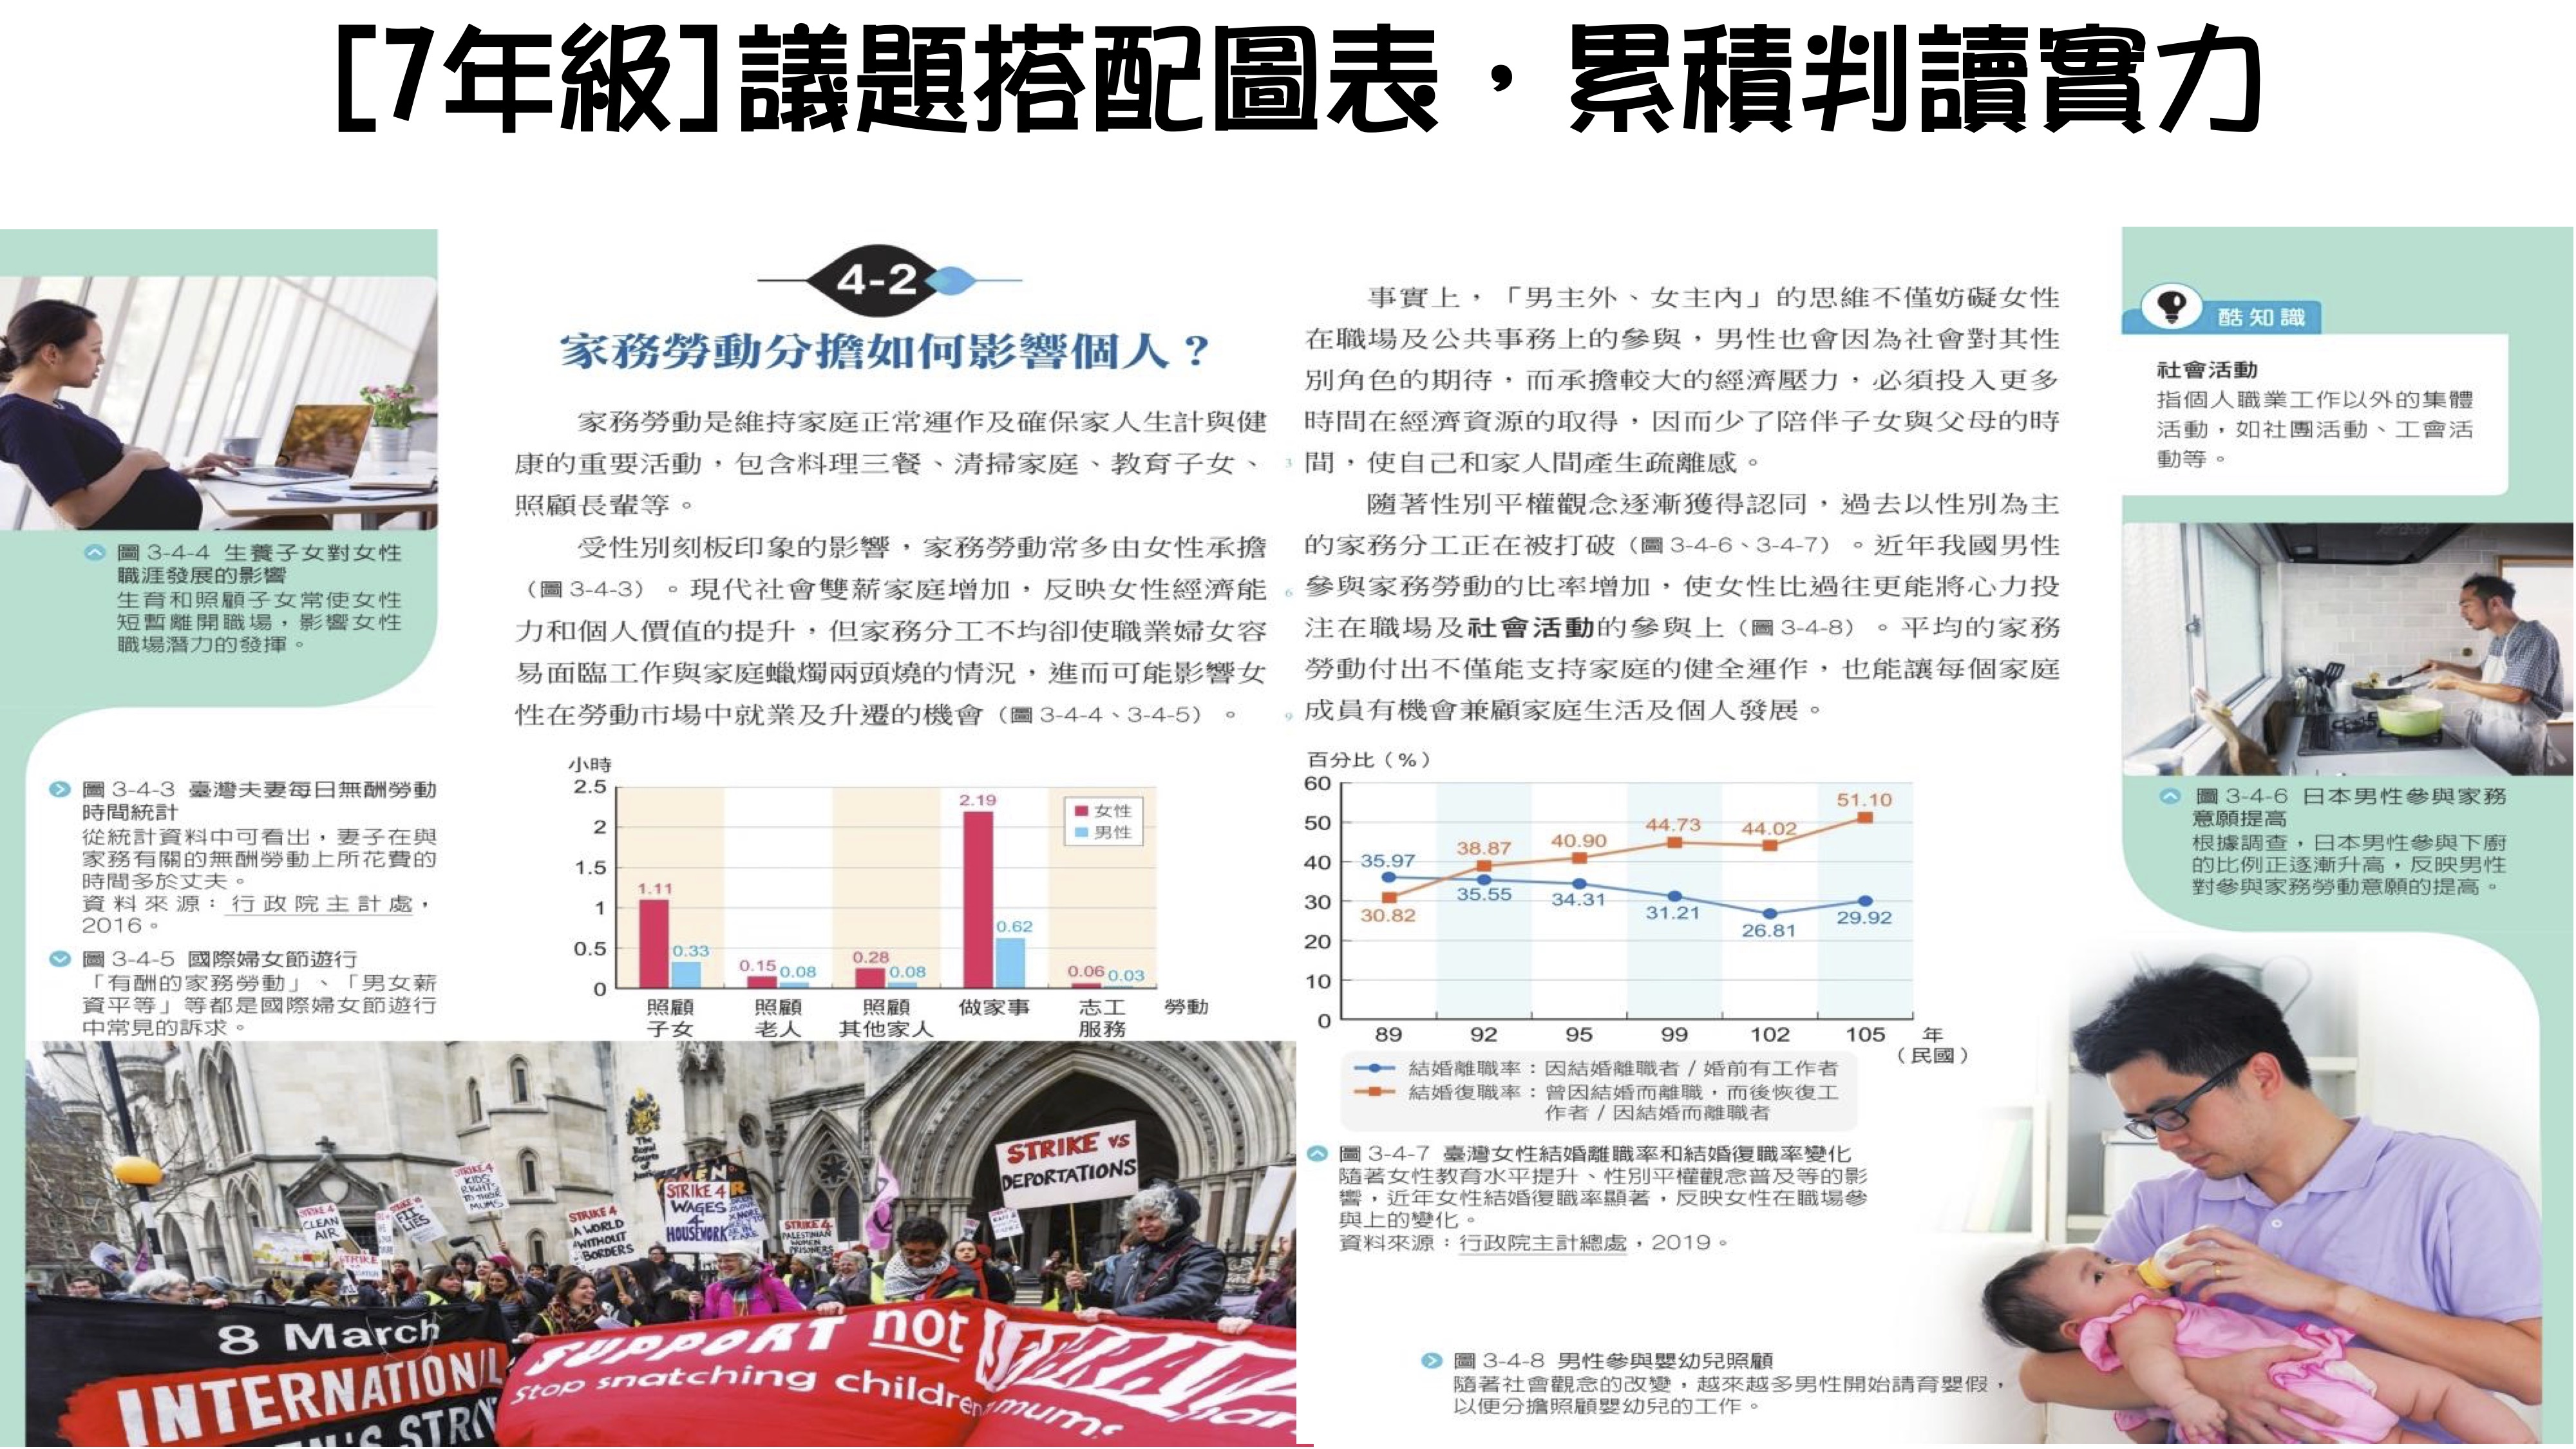 [7年級]議題搭配圖表，累積判讀實力
4-2
家務勞動分擔如何影響個人？
家務勞動是維持家庭正常運作及確保家人生計與健
康的重要活動，包含料理三餐、清掃家庭、教育子女、
照顧長輩等。
受性別刻板印象的影響，家務勞動常多由女性承擔
（圖3-4-3）。現代社會雙薪家庭增加，反映女性經濟能
力和個人價值的提升，但家務分工不均卻使職業婦女容
易面臨工作與家庭蠟燭兩頭燒的情況，進而可能影響女
性在勞動市場中就業及升遷的機會（圖3-4-4、3-4-5）。
3
6
9
事實上，「男主外、女主內」的思維不僅妨礙女性
在職場及公共事務上的參與，男性也會因為社會對其性
別角色的期待，而承擔較大的經濟壓力，必須投入更多
時間在經濟資源的取得，因而少了陪伴子女與父母的時
間，使自己和家人間產生疏離感。
隨著性別平權觀念逐漸獲得認同，過去以性別為主
的家務分工正在被打破（圖3-4-6、3-4-7）。近年我國男性
參與家務勞動的比率增加，使女性比過往更能將心力投
注在職場及社會活動的參與上（圖3-4-8）。平均的家務
勞動付出不僅能支持家庭的健全運作，也能讓每個家庭
成員有機會兼顧家庭生活及個人發展。
酷知識
社會活動
指個人職業工作以外的集體
活動，如社團活動、工會活
動等。
圖3-4-4 生養子女對女性
職涯發展的影響
生育和照顧子女常使女性
短暫離開職場，影響女性
職場潛力的發揮。
圖3-4-3 臺灣夫妻每日無酬勞動
時間統計
從統計資料中可看出，妻子在與
家務有關的無酬勞動上所花費的
時間多於丈夫。
資料來源：行政院主計處，
2016。
圖3-4-5 國際婦女節遊行
「有酬的家務勞動」、「男女薪
資平等」等都是國際婦女節遊行
中常見的訴求。
小時
2.5
2
1.5
1
0.5
0
1.11
0.33
0.15
0.08
0.28
0.08
2.19
0.62
0.06
0.03
女性
男性
照顧
子女
照顧
老人
照顧
其他家人
做家事
志工
服務
勞動
百分比（%）
60
50
40
30
20
10
0
35.97
38.87
40.90
44.73
44.02
51.10
30.82
35.55
34.31
31.21
26.81
29.92
89
92
95
99
102
105
年
（民國）
結婚離職率：因結婚離職者 / 婚前有工作者
結婚復職率：曾因結婚而離職，而後恢復工
作者 / 因結婚而離職者
圖3-4-7 臺灣女性結婚離職率和結婚復職率變化
隨著女性教育水平提升、性別平權觀念普及等的影
響，近年女性結婚復職率顯著，反映女性在職場參
與上的變化。
資料來源：行政院主計總處，2019。
圖3-4-6 日本男性參與家務
意願提高
根據調查，日本男性參與下廚
的比例正逐漸升高，反映男性
對參與家務勞動意願的提高。
圖3-4-8 男性參與嬰幼兒照顧
隨著社會觀念的改變，越來越多男性開始請育嬰假，
以便分擔照顧嬰幼兒的工作。
STRIKE 4
CLEAN
AIR
STRIKE 4
KIDS
RIGHTS
TO THEIR
MUMS
STRIKE 4
A WORLD
WITHOUT
BORDERS
STRIKE 4
WAGES
4
HOUSEWORK
STRIKE 4
PALESTINIAN
WOMEN
PRISONERS
STRIKE VS
DEPORTATIONS
STRIKE
8 March
INTERNATIONAL
SUPPORT not
Stop snatching children
mums